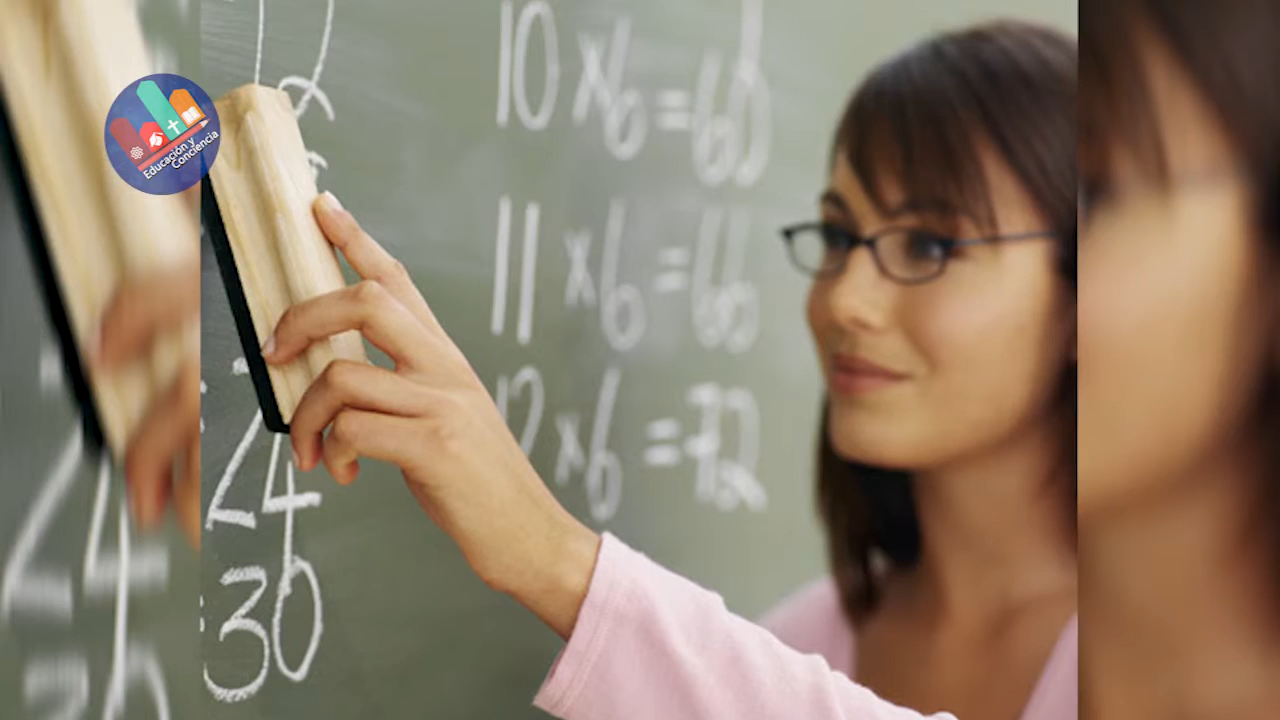 Educación y
Conciencia
10 x 6 = 60
11 x 6 = 66
12 x 6 = 72
24
30